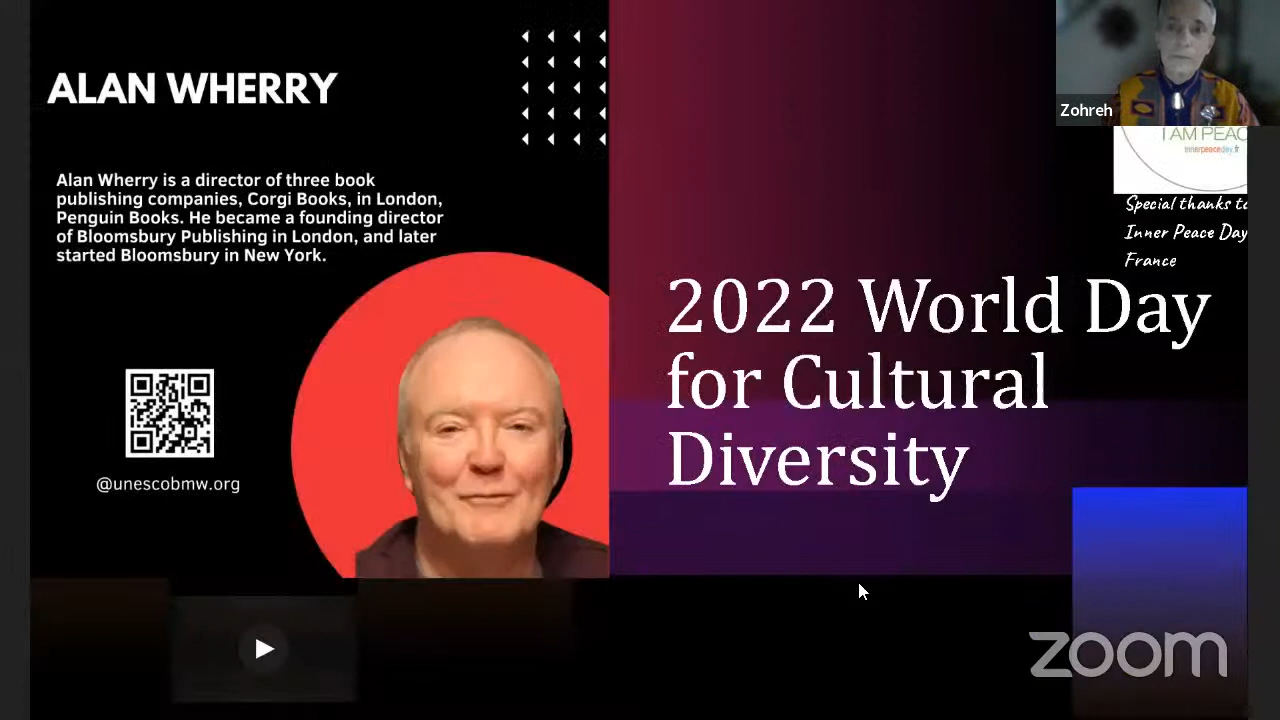 ALAN WHERRY
Alan Wherry is a director of three book
publishing companies, Corgi Books, in London,
Penguin Books. He became a founding director
of Bloomsbury Publishing in London, and later
started Bloomsbury in New York.
@unescobmw.org
Zohreh
I AM PEAC
innerpeaceday.fr
Special thanks to
Inner Peace Day
France
2022 World Day
for Cultural
Diversity
zoom